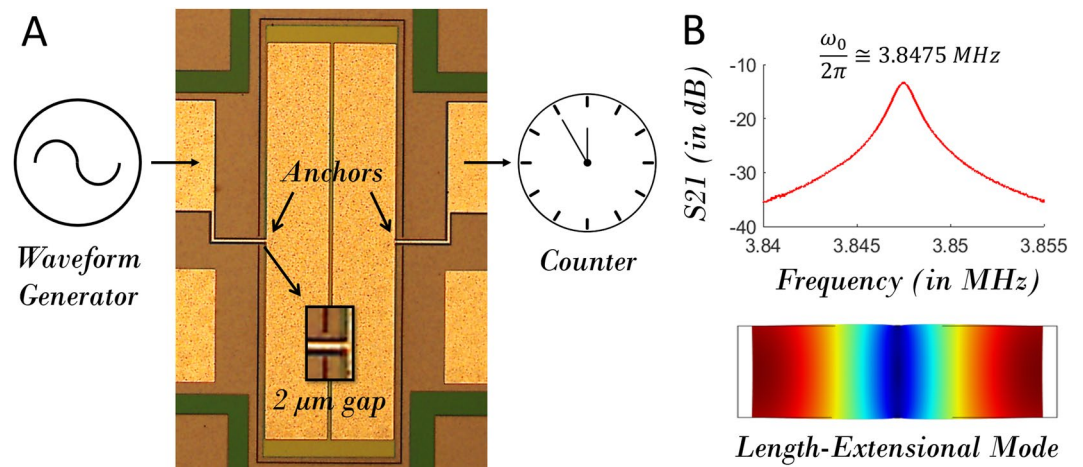 A
Waveform
Generator
Anchors
2 μm gap
Counter
B
ω₀/2π ≅ 3.8475 MHz
S21 (in dB)
-10
-20
-30
-40
3.84
3.845
3.85
3.855
Frequency (in MHz)
Length-Extensional Mode